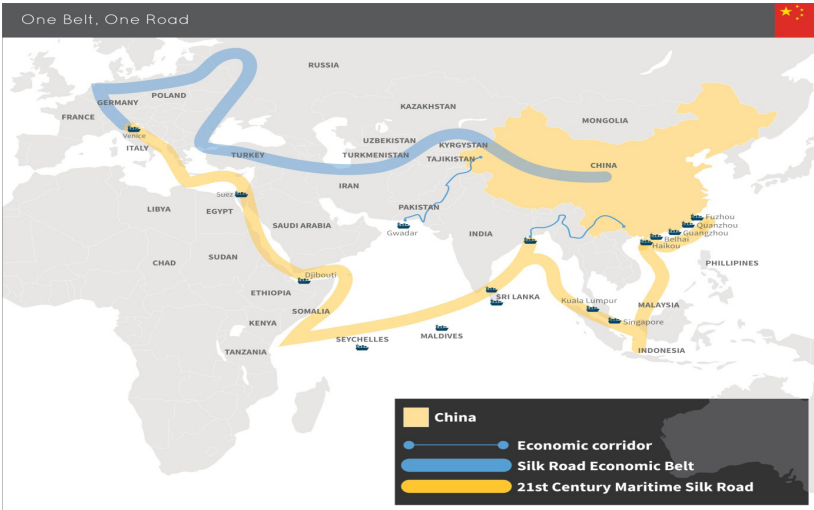 One Belt, One Road
RUSSIA
POLAND
GERMANY
FRANCE
KAZAKHSTAN
MONGOLIA
Venice
ITALY
UZBEKISTAN
KYRGYSTAN
TURKEY
TURKMENISTAN
TAJIKISTAN
CHINA
IRAN
Suez
LIBYA
EGYPT
PAKISTAN
SAUDI ARABIA
Gwadar
INDIA
Fuzhou
Quanzhou
Guangzhou
Belhai
Haikou
CHAD
SUDAN
PHILLIPINES
Djibouti
ETHIOPIA
SRI LANKA
Kuala Lumpur
MALAYSIA
SOMALIA
KENYA
Singapore
SEYCHELLES
MALDIVES
TANZANIA
INDONESIA
China
Economic corridor
Silk Road Economic Belt
21st Century Maritime Silk Road